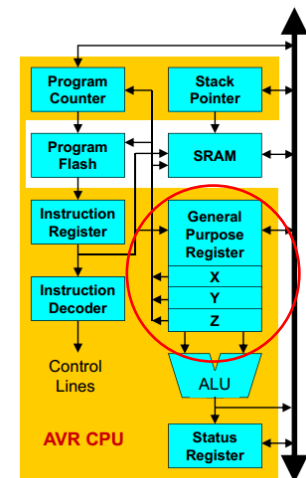 Program
Counter
Stack
Pointer
Program
Flash
SRAM
Instruction
Register
General
Purpose
Register
X
Y
Z
Instruction
Decoder
Control
Lines
ALU
AVR CPU
Status
Register